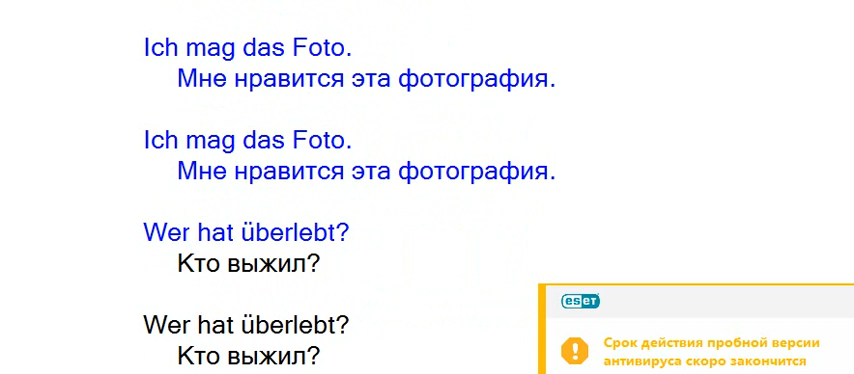 Ich mag das Foto.
Мне нравится эта фотография.
Ich mag das Foto.
Мне нравится эта фотография.
Wer hat überlebt?
Кто выжил?
Wer hat überlebt?
Кто выжил?
eseT
Срок действия пробной версии
антивируса скоро закончится